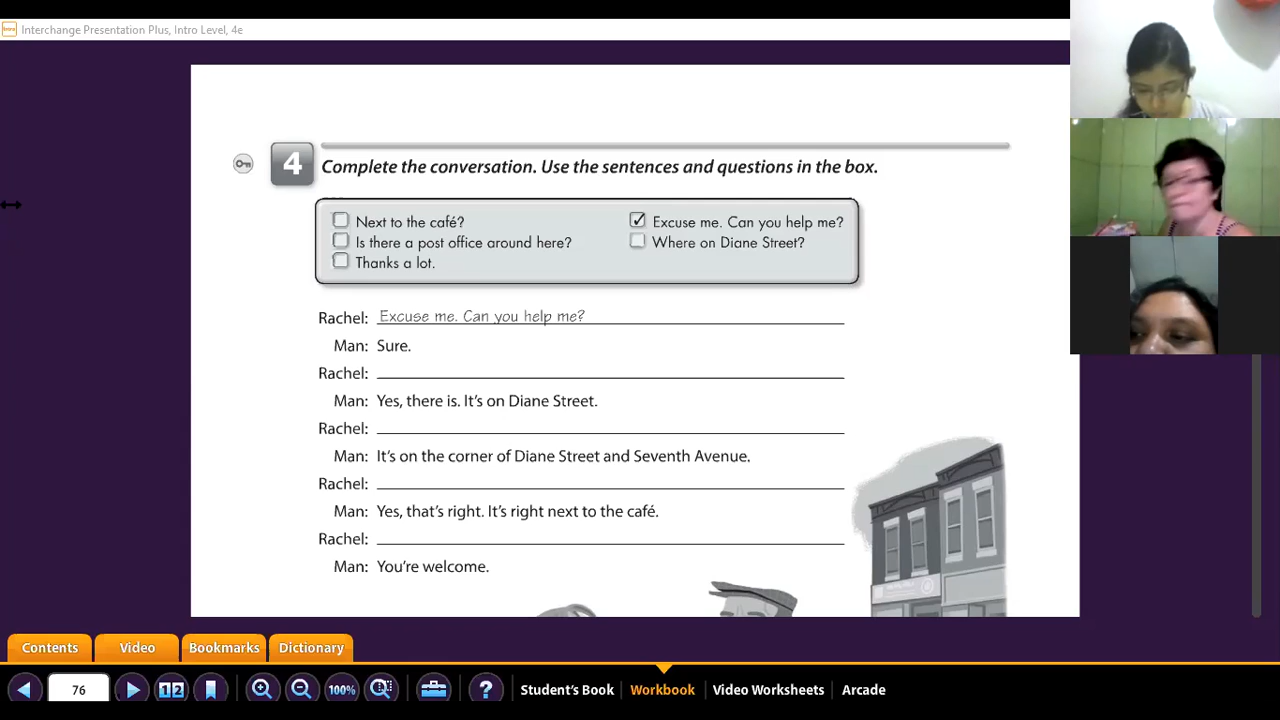 Interchange Presentation Plus, Intro Level, 4e
4 Complete the conversation. Use the sentences and questions in the box.
Next to the café?
Excuse me. Can you help me?
Is there a post office around here?
Where on Diane Street?
Thanks a lot.
Rachel: Excuse me. Can you help me?
Man: Sure.
Rachel:
Man: Yes, there is. It's on Diane Street.
Rachel:
Man: It's on the corner of Diane Street and Seventh Avenue.
Rachel:
Man: Yes, that's right. It's right next to the café.
Rachel:
Man: You're welcome.
Contents Video Bookmarks Dictionary
76 12 100% ? Student's Book Workbook Video Worksheets Arcade